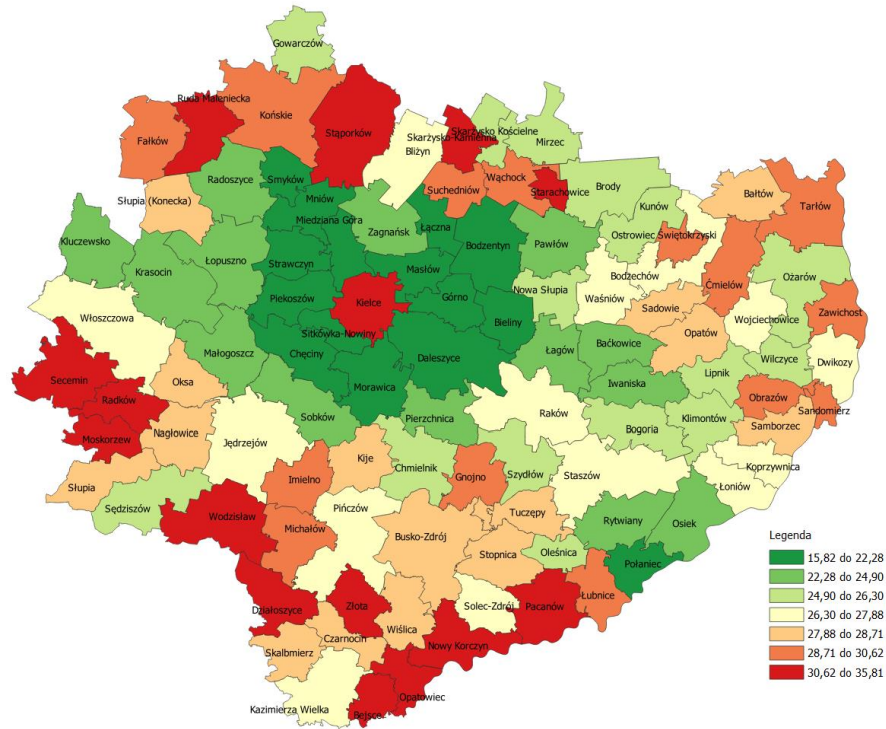 Gowarczów
Ruda Maleniecka
Końskie
Stąporków
Fałków
Skarżysko Kościelne
Skarżysko-Kamienna
Bliżyn
Mirzec
Radoszyce
Smyków
Suchedniów
Wąchock
Starachowice
Brody
Bałtów
Tarłów
Słupia (Konecka)
Mniów
Miedziana Góra
Zagnańsk
Łączna
Kunów
Kluczewsko
Krasocin
Łopuszno
Strawczyn
Masłów
Bodzentyn
Pawłów
Ostrowiec
Świętokrzyski
Bodzechów
Ćmielów
Ożarów
Piekoszów
Kielce
Górno
Nowa Słupia
Waśniów
Sadowie
Włoszczowa
Sitkówka-Nowiny
Bieliny
Opatów
Wojciechowice
Zawichost
Małogoszcz
Chęciny
Daleszyce
Łagów
Baćkowice
Lipnik
Wilczyce
Dwikozy
Secemin
Oksa
Radków
Morawica
Iwaniska
Obrazów
Sandomierz
Moskorzew
Nagłowice
Jędrzejów
Sobków
Pierzchnica
Raków
Bogoria
Klimontów
Samborzec
Słupia
Sędziszów
Imielno
Kije
Chmielnik
Gnojno
Szydłów
Staszów
Koprzywnica
Łoniów
Wodzisław
Michałów
Pińczów
Busko-Zdrój
Tuczępy
Stopnica
Oleśnica
Rytwiany
Osiek
Połaniec
Działoszyce
Złota
Wiślica
Solec-Zdrój
Pacanów
Łubnice
Skalbmierz
Czarnocin
Nowy Korczyn
Kazimierza Wielka
Bejsce
Opatowiec
Legenda
15,82 do 22,28
22,28 do 24,90
24,90 do 26,30
26,30 do 27,88
27,88 do 28,71
28,71 do 30,62
30,62 do 35,81